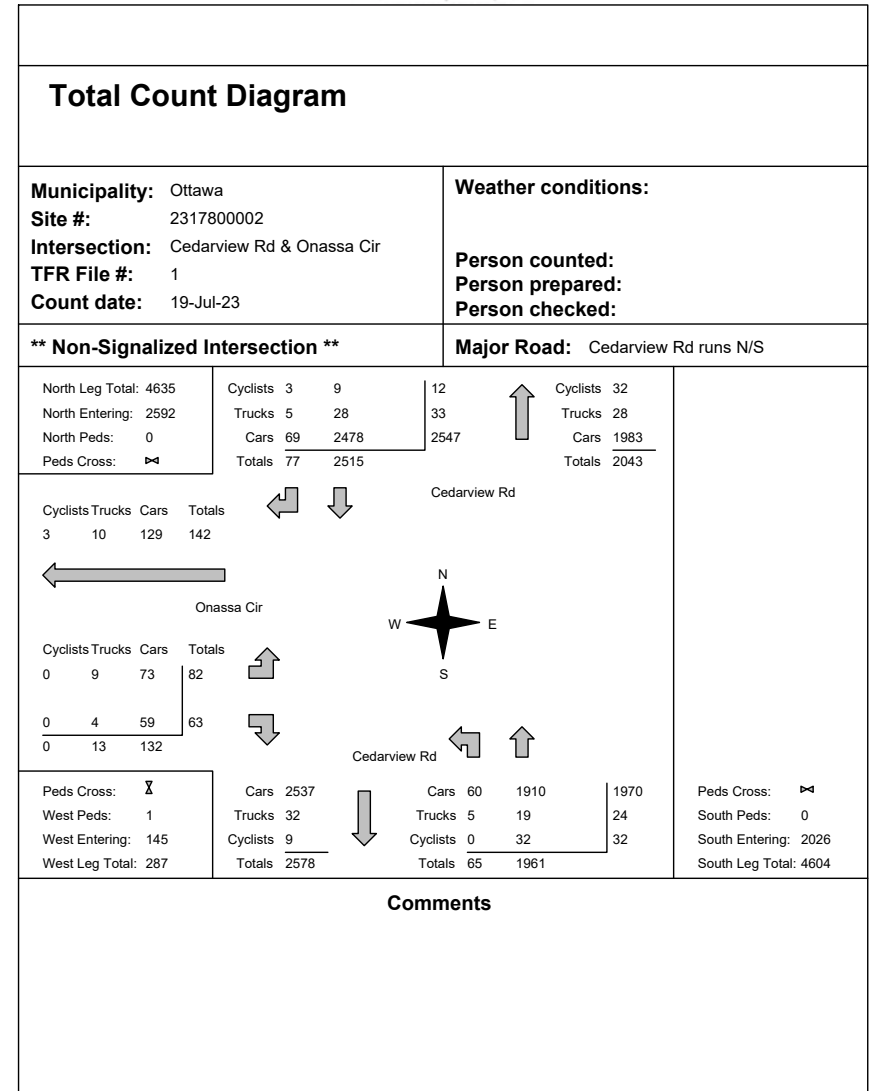 Total Count Diagram
Municipality: Ottawa
Site #: 2317800002
Intersection: Cedarview Rd & Onassa Cir
TFR File #: 1
Count date: 19-Jul-23
Weather conditions:
Person counted:
Person prepared:
Person checked:
** Non-Signalized Intersection **
Major Road: Cedarview Rd runs N/S
North Leg Total: 4635
North Entering: 2592
North Peds: 0
Peds Cross:
Cyclists 3 9 12
Trucks 5 28 33
Cars 69 2478 2547
Totals 77 2515
Cyclists 32
Trucks 28
Cars 1983
Totals 2043
Cedarview Rd
Cyclists Trucks Cars Totals
3 10 129 142
Onassa Cir
N
W E
S
Cyclists Trucks Cars Totals
0 9 73 82
0 4 59 63
0 13 132
Cedarview Rd
Peds Cross:
West Peds: 1
West Entering: 145
West Leg Total: 287
Cars 2537
Trucks 32
Cyclists 9
Totals 2578
Cars 60 1910 1970
Trucks 5 19 24
Cyclists 0 32 32
Totals 65 1961
Peds Cross:
South Peds: 0
South Entering: 2026
South Leg Total: 4604
Comments